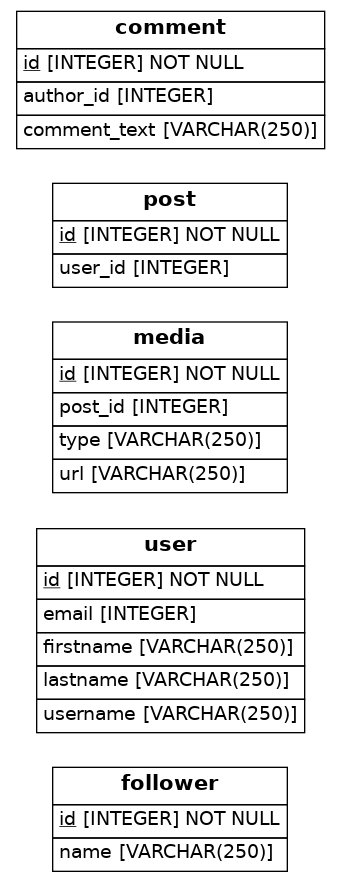 comment
id [INTEGER] NOT NULL
author_id [INTEGER]
comment_text [VARCHAR(250)]
post
id [INTEGER] NOT NULL
user_id [INTEGER]
media
id [INTEGER] NOT NULL
post_id [INTEGER]
type [VARCHAR(250)]
url [VARCHAR(250)]
user
id [INTEGER] NOT NULL
email [INTEGER]
firstname [VARCHAR(250)]
lastname [VARCHAR(250)]
username [VARCHAR(250)]
follower
id [INTEGER] NOT NULL
name [VARCHAR(250)]